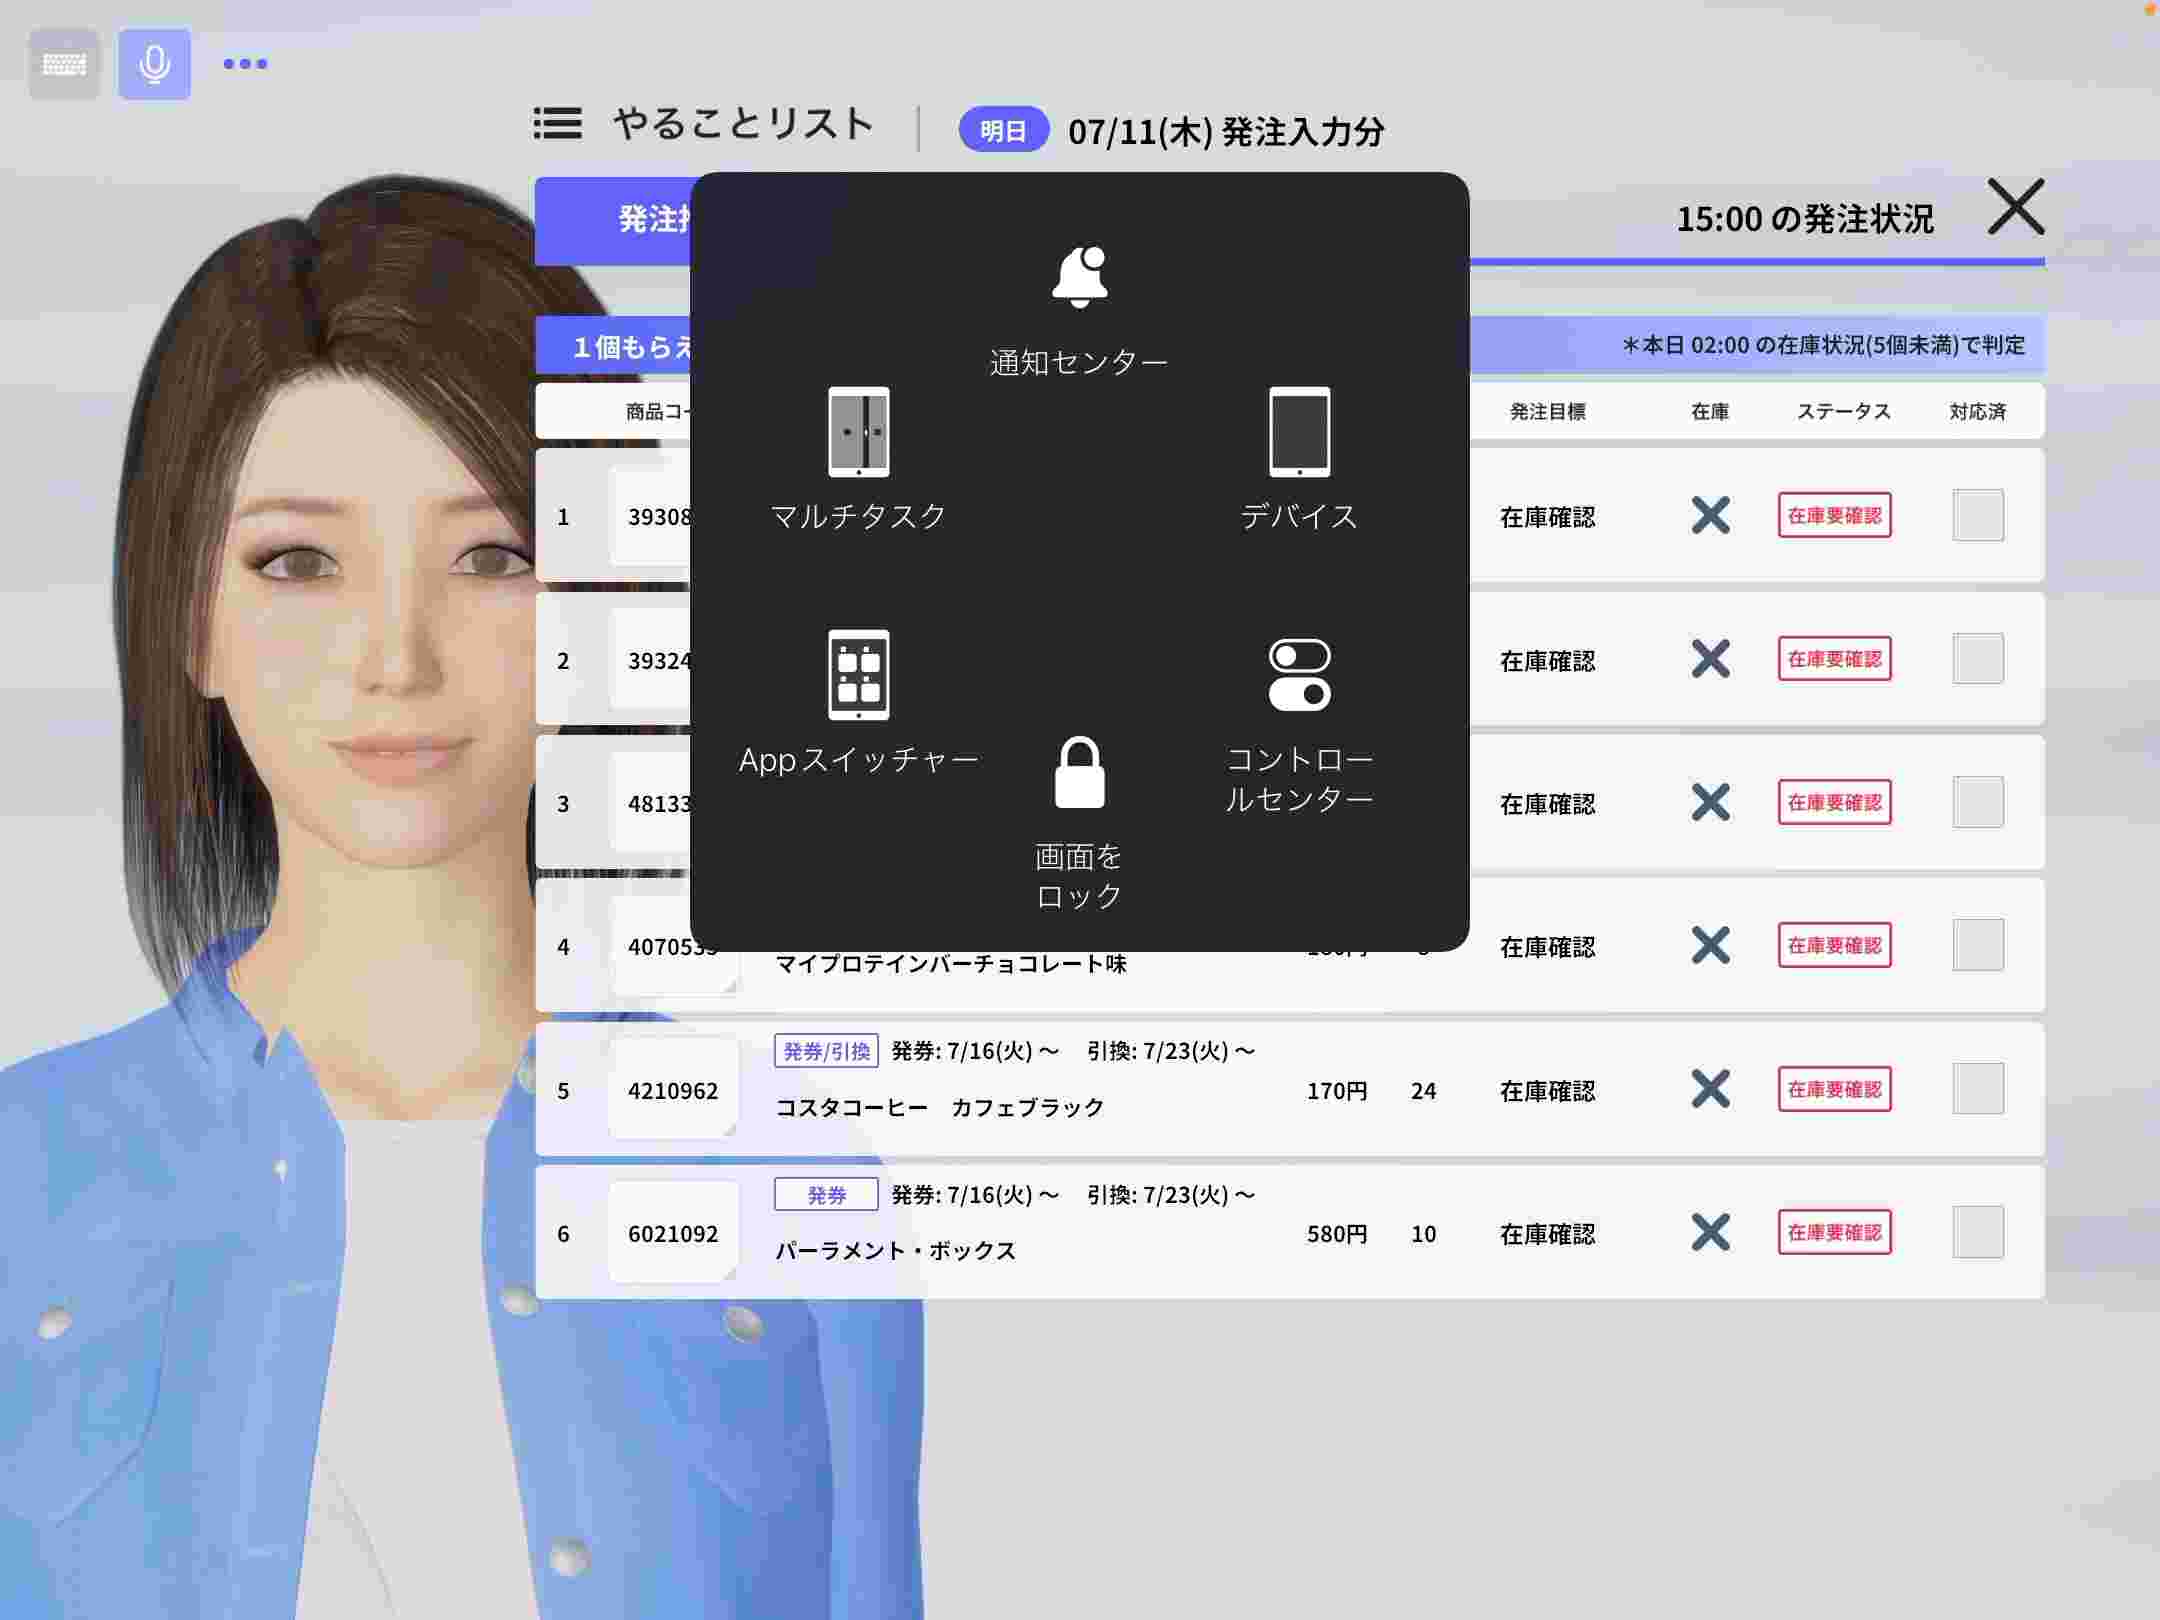 やることリスト
明日
07/11(木) 発注入力分
発注
15:00 の発注状況
1個もらえ
＊本日 02:00 の在庫状況(5個未満)で判定
商品コ
発注目標
在庫
ステータス
対応済
1
39308
在庫確認
在庫要確認
2
39324
在庫確認
在庫要確認
3
48133
在庫確認
在庫要確認
4
407053
マイプロテインバーチョコレート味
在庫確認
在庫要確認
5
4210962
発券/引換
発券: 7/16(火) ～
引換: 7/23(火) ～
コスタコーヒー　カフェブラック
170円
24
在庫確認
在庫要確認
6
6021092
発券
発券: 7/16(火) ～
引換: 7/23(火) ～
パーラメント・ボックス
580円
10
在庫確認
在庫要確認
通知センター
マルチタスク
デバイス
Appスイッチャー
コントロー
ルセンター
画面を
ロック